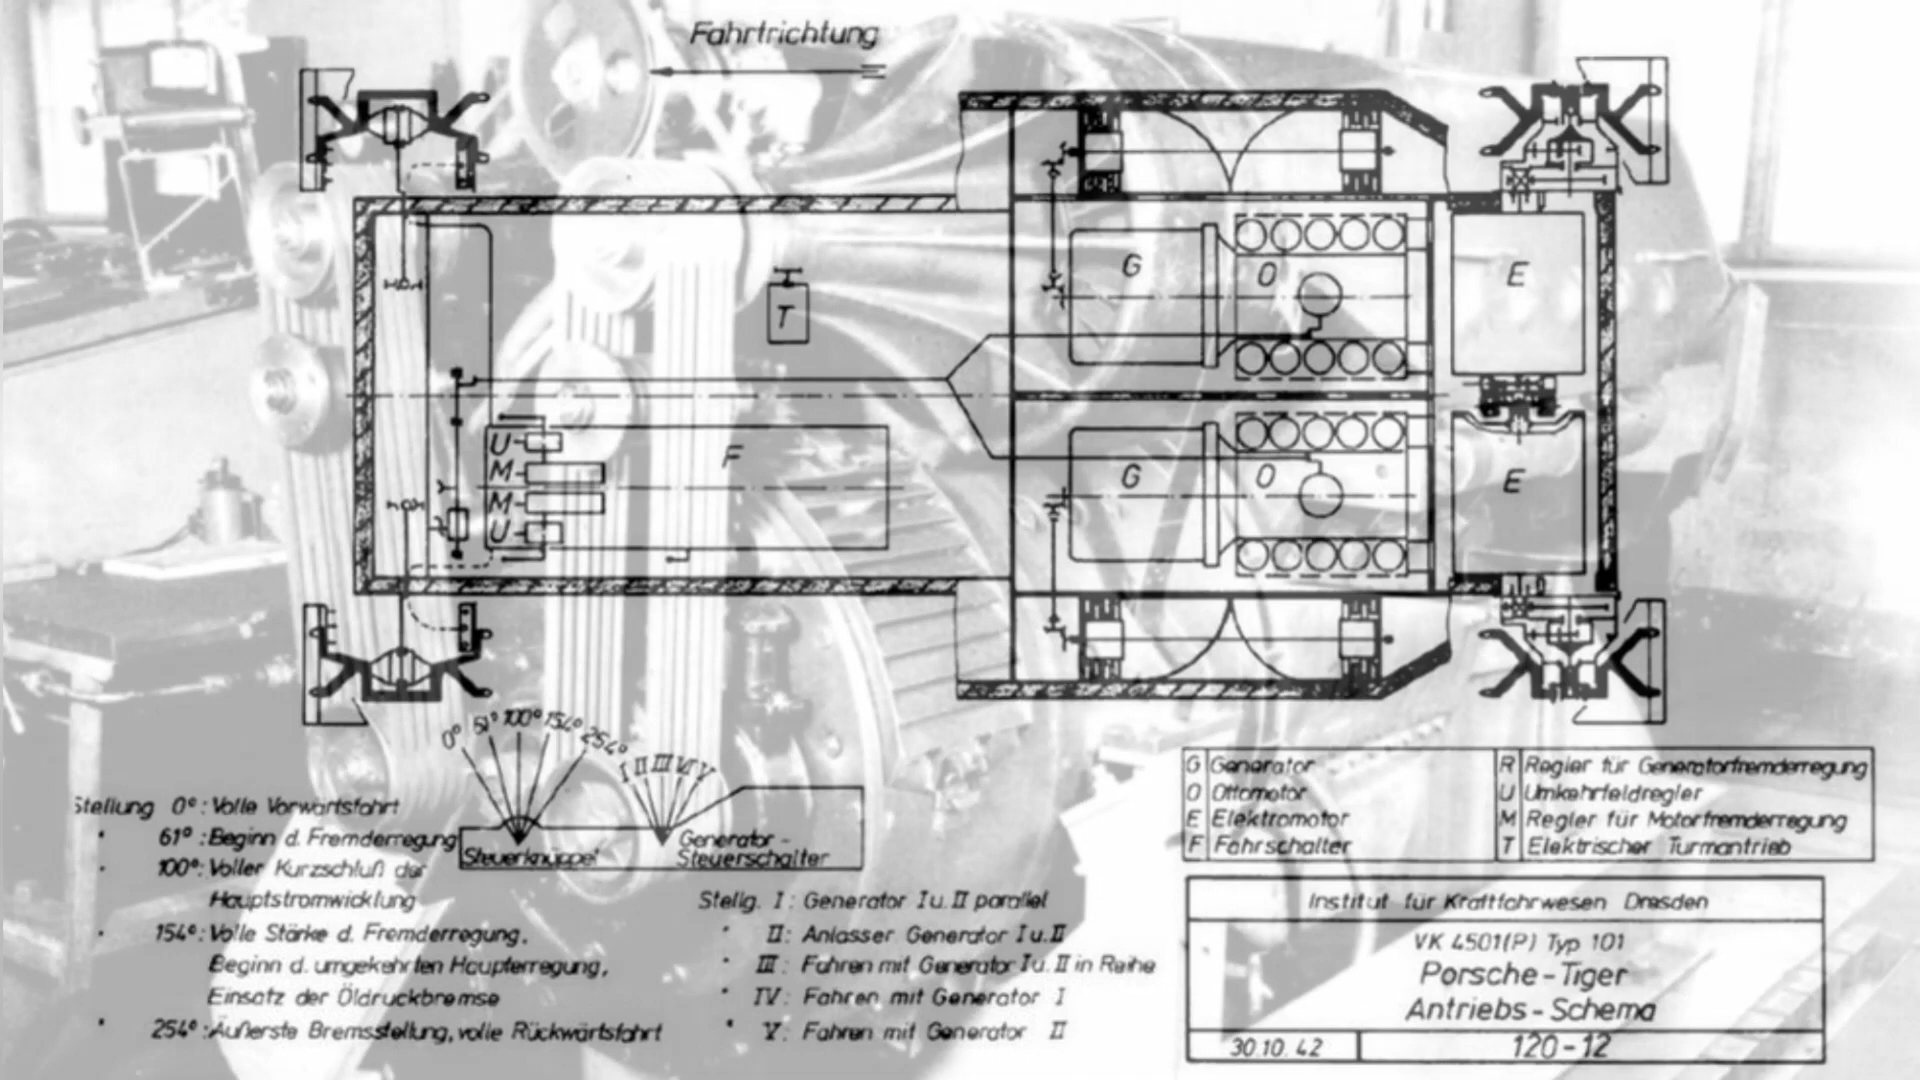 Fahrtrichtung
G
O
E
T
U
M
M
U
F
G
O
E
0° 61° 100° 154° 254°
I II III IV V
Steuerknüppel
Generator-
Steuerschalter
Stellung 0°: Volle Vorwärtsfahrt
" 61°: Beginn d. Fremderregung
" 100°: Voller Kurzschluß der
Hauptstromwicklung
" 154°: Volle Stärke d. Fremderregung,
Beginn d. umgekehrten Haupterregung,
Einsatz der Öldruckbremse
" 254°: Äußerste Bremsstellung, volle Rückwärtsfahrt
Stellg. I: Generator I u. II parallel
" II: Anlasser Generator I u. II
" III: Fahren mit Generator I u. II in Reihe
" IV: Fahren mit Generator I
" V: Fahren mit Generator II
G Generator
O Ottomotor
E Elektromotor
F Fahrschalter
R Regler für Generatorfremderregung
U Umkehrfeldregler
M Regler für Motorfremderregung
T Elektrischer Turmantrieb
Institut für Kraftfahrwesen Dresden
VK 4501(P) Typ 101
Porsche-Tiger
Antriebs-Schema
30.10.42
120-12